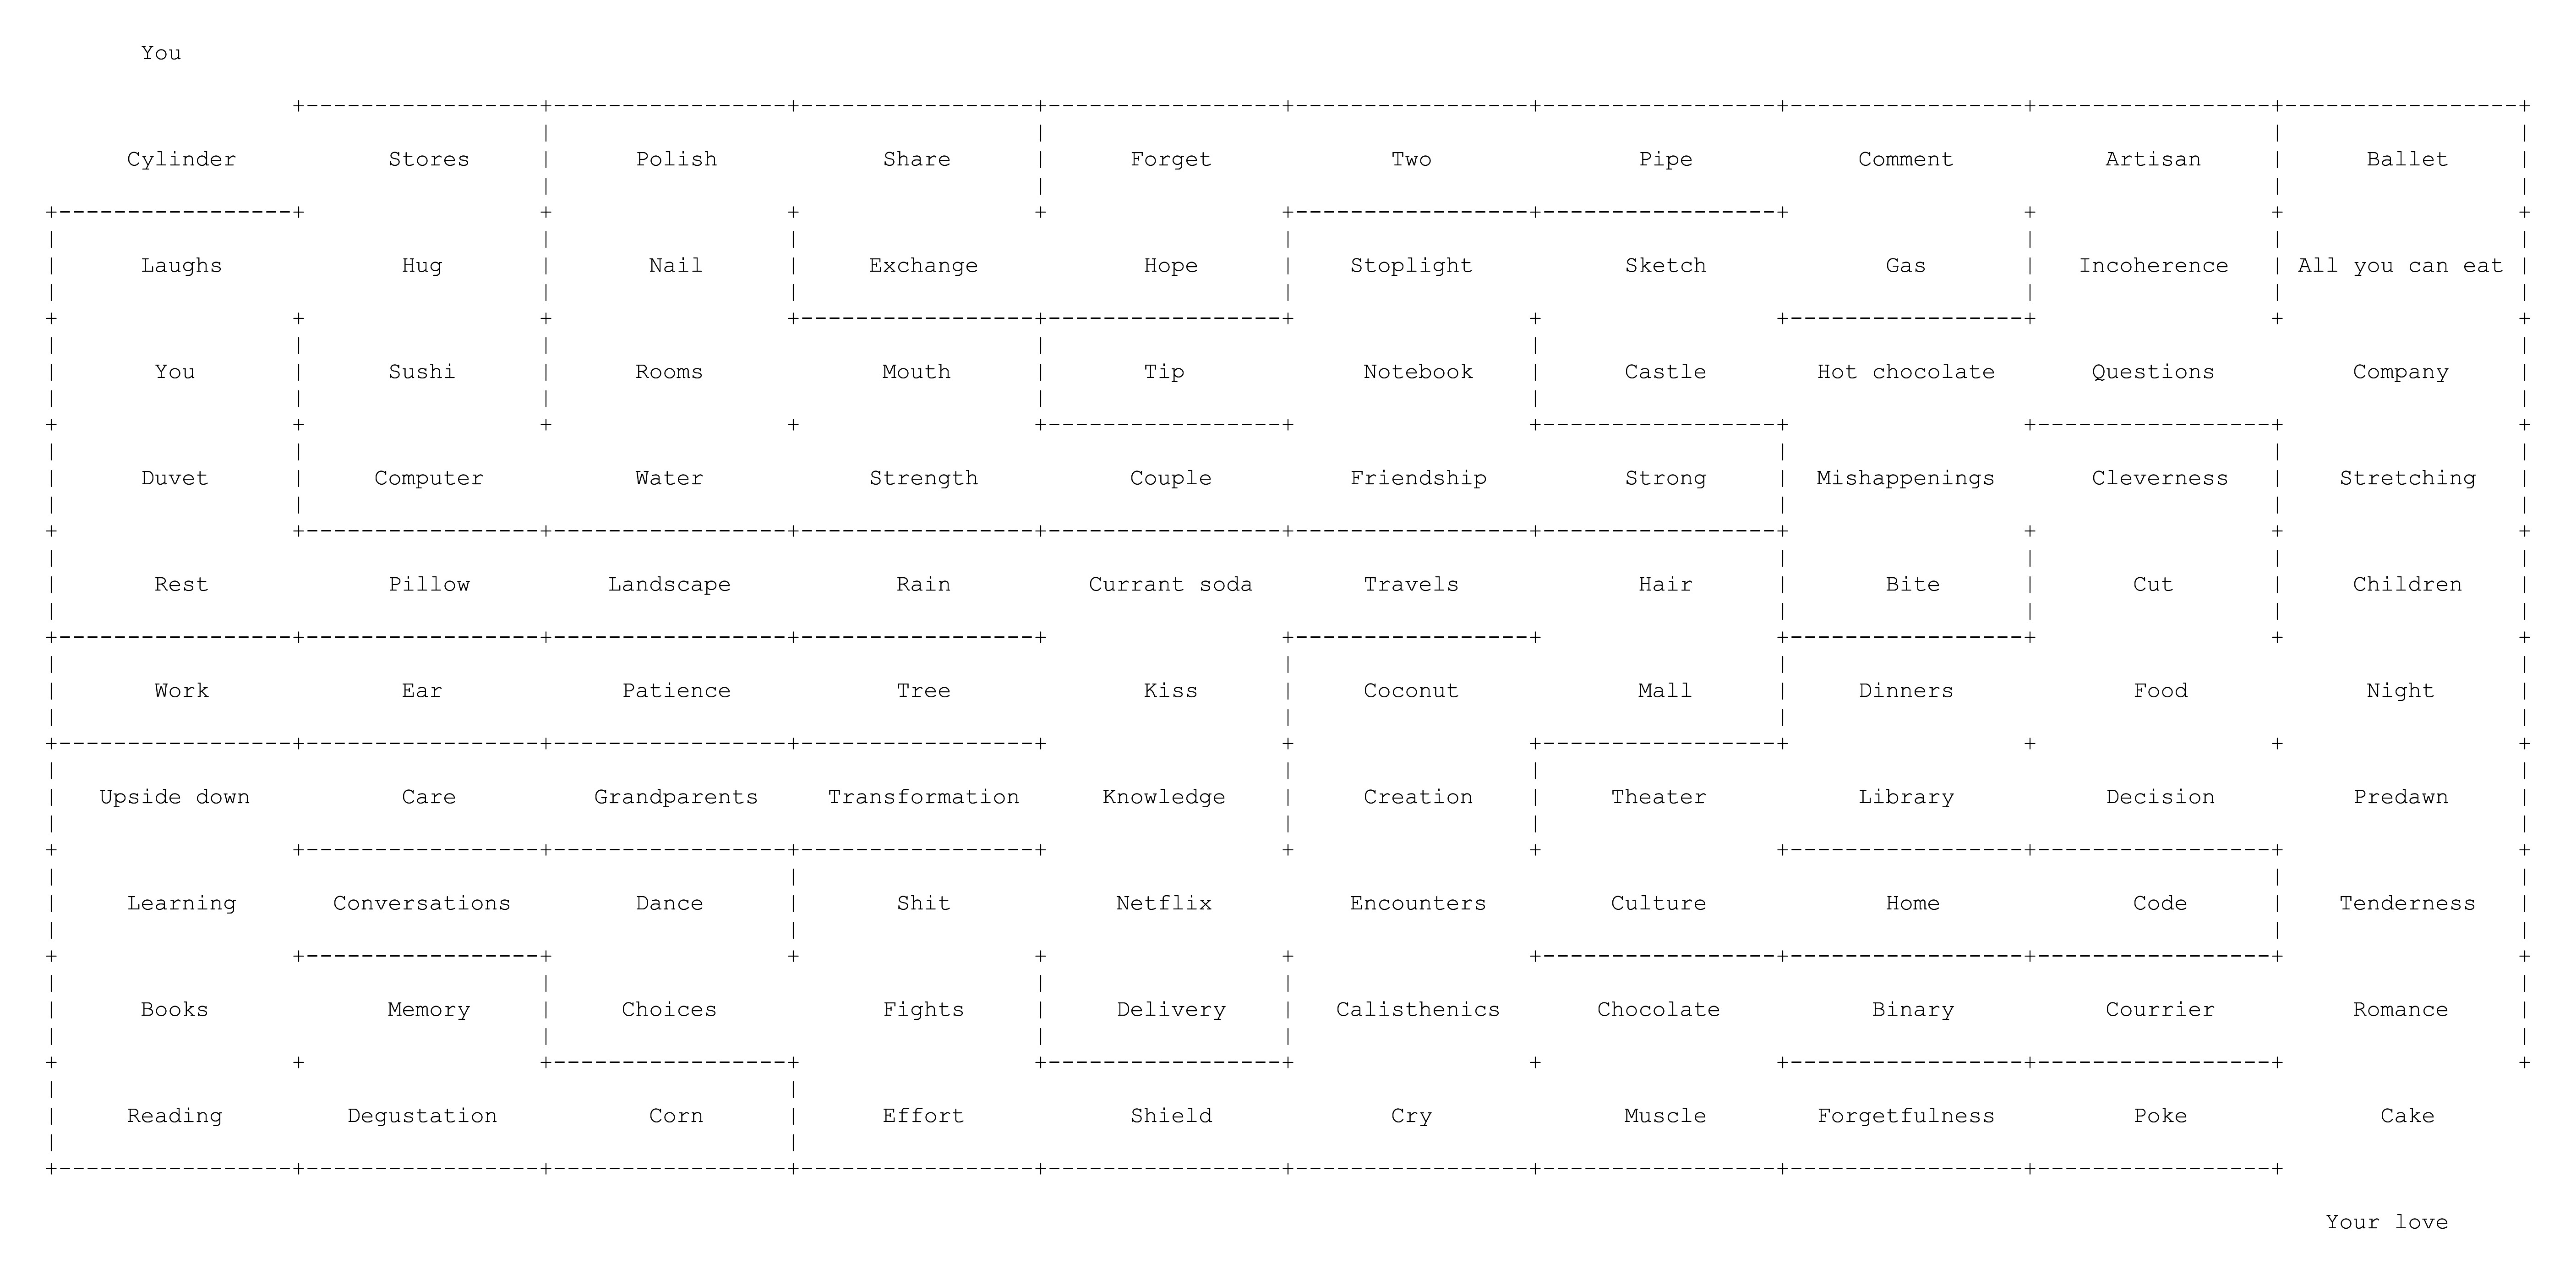 You
Cylinder Stores Polish Share Forget Two Pipe Comment Artisan Ballet
Laughs Hug Nail Exchange Hope Stoplight Sketch Gas Incoherence All you can eat
You Sushi Rooms Mouth Tip Notebook Castle Hot chocolate Questions Company
Duvet Computer Water Strength Couple Friendship Strong Mishappenings Cleverness Stretching
Rest Pillow Landscape Rain Currant soda Travels Hair Bite Cut Children
Work Ear Patience Tree Kiss Coconut Mall Dinners Food Night
Upside down Care Grandparents Transformation Knowledge Creation Theater Library Decision Predawn
Learning Conversations Dance Shit Netflix Encounters Culture Home Code Tenderness
Books Memory Choices Fights Delivery Calisthenics Chocolate Binary Courrier Romance
Reading Degustation Corn Effort Shield Cry Muscle Forgetfulness Poke Cake
Your love